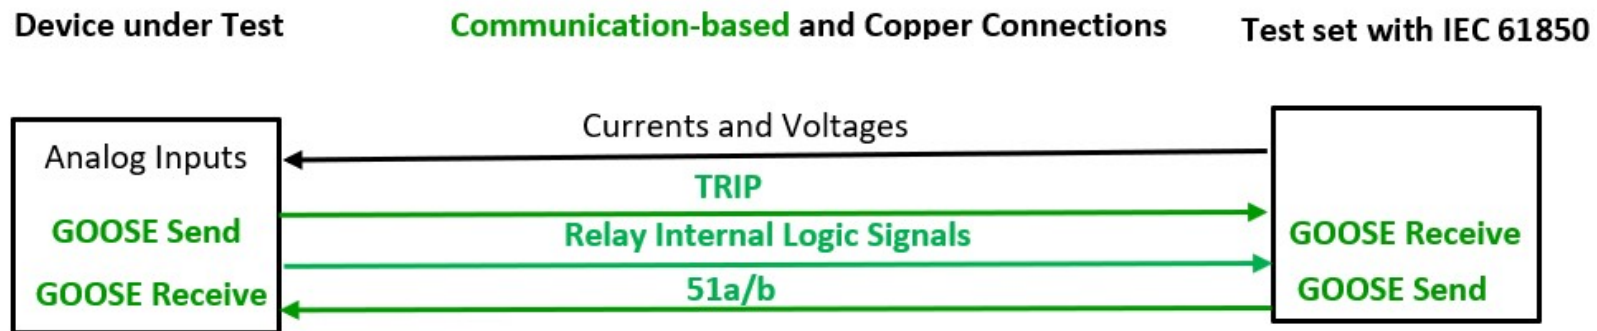 Device under Test
Communication-based and Copper Connections
Test set with IEC 61850
Currents and Voltages
Analog Inputs
TRIP
GOOSE Send
Relay Internal Logic Signals
GOOSE Receive
GOOSE Receive
51a/b
GOOSE Send